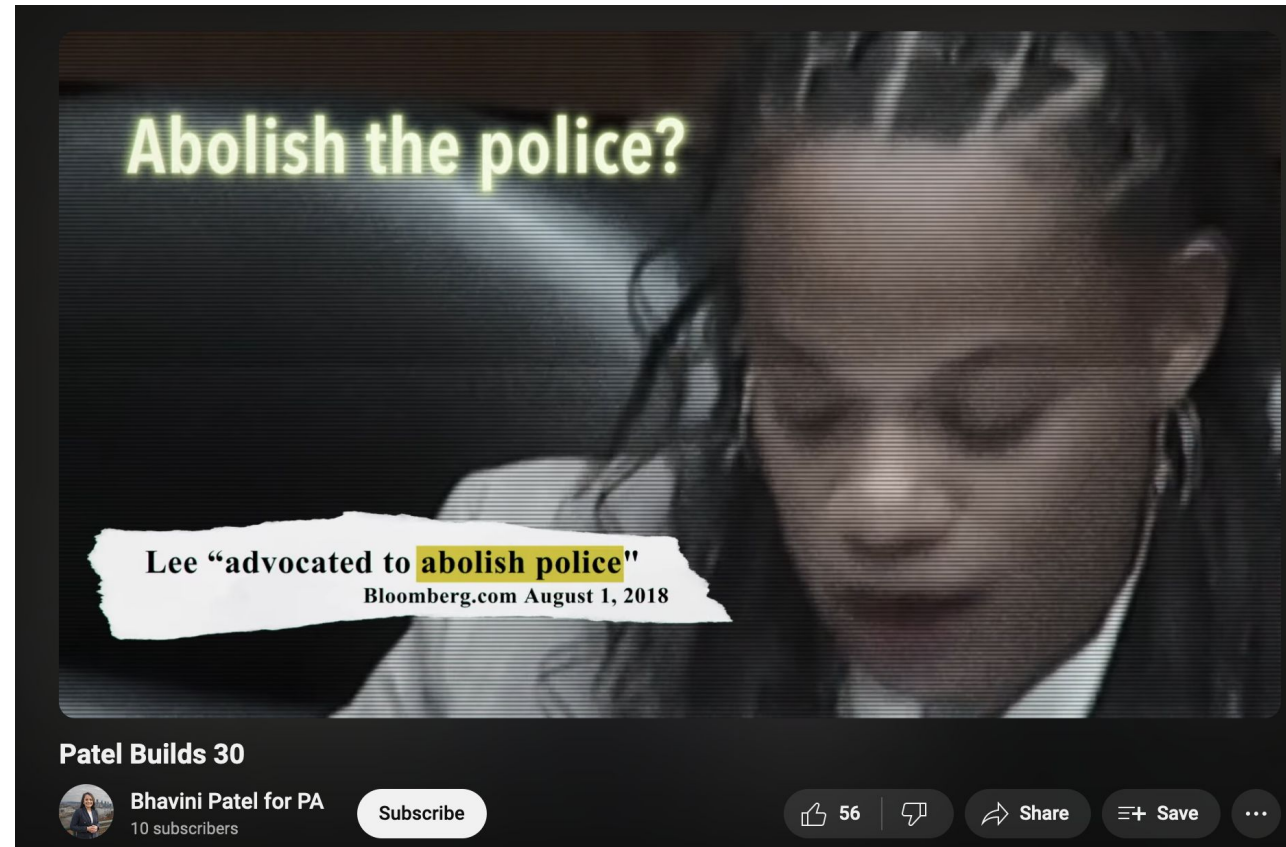 Abolish the police?
Lee “advocated to abolish police"
Bloomberg.com August 1, 2018
Patel Builds 30
Bhavini Patel for PA
10 subscribers
Subscribe
56
Share
Save